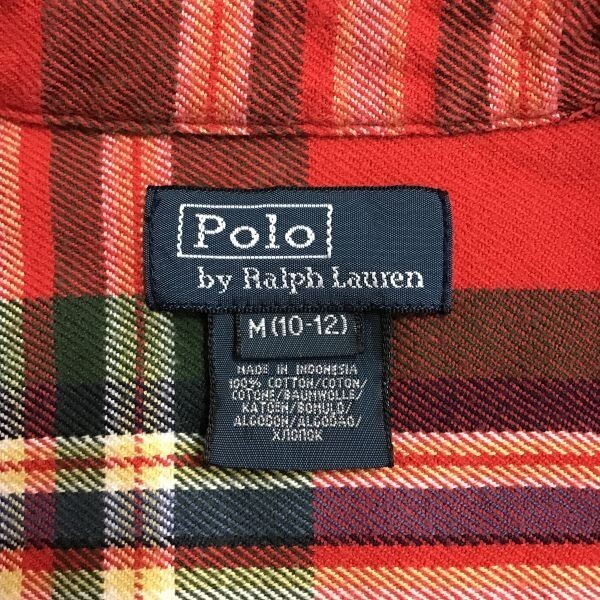 Polo
by Ralph Lauren
M (10-12)
MADE IN INDONESIA
100% COTTON/COTON/
COTONE/BAUMWOLLE/
KATOEN/BOMULD/
ALGODON/ALGODAO/
ХЛОПОК